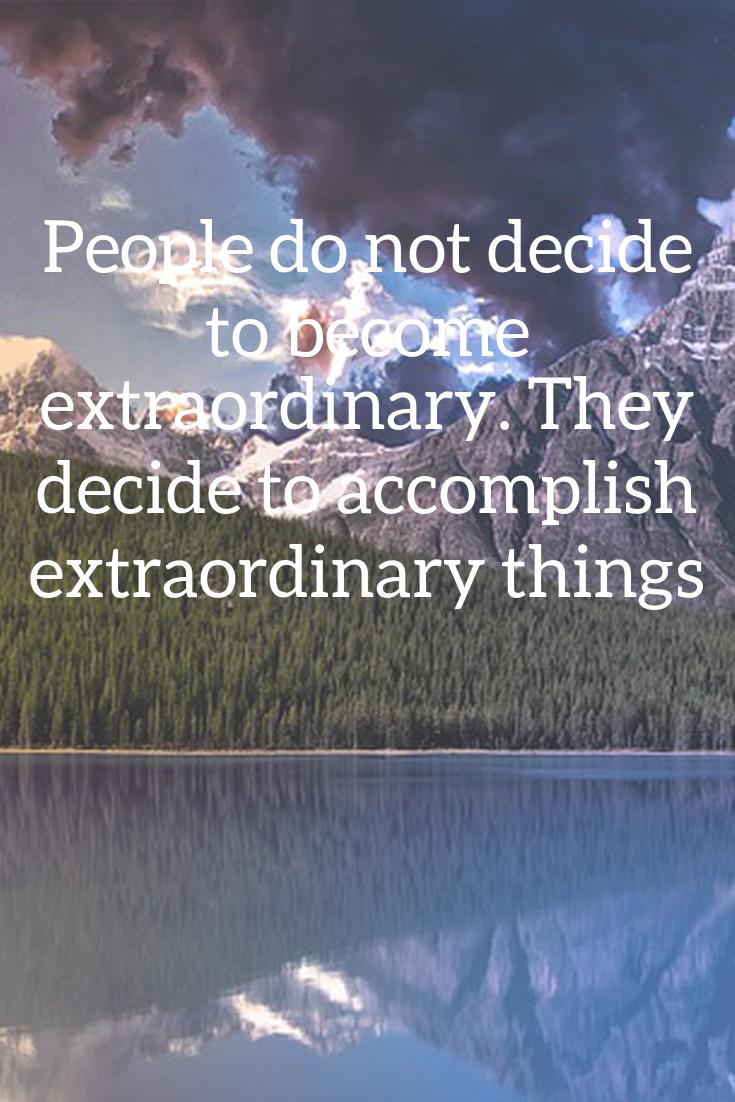 People do not decide
to become
extraordinary. They
decide to accomplish
extraordinary things